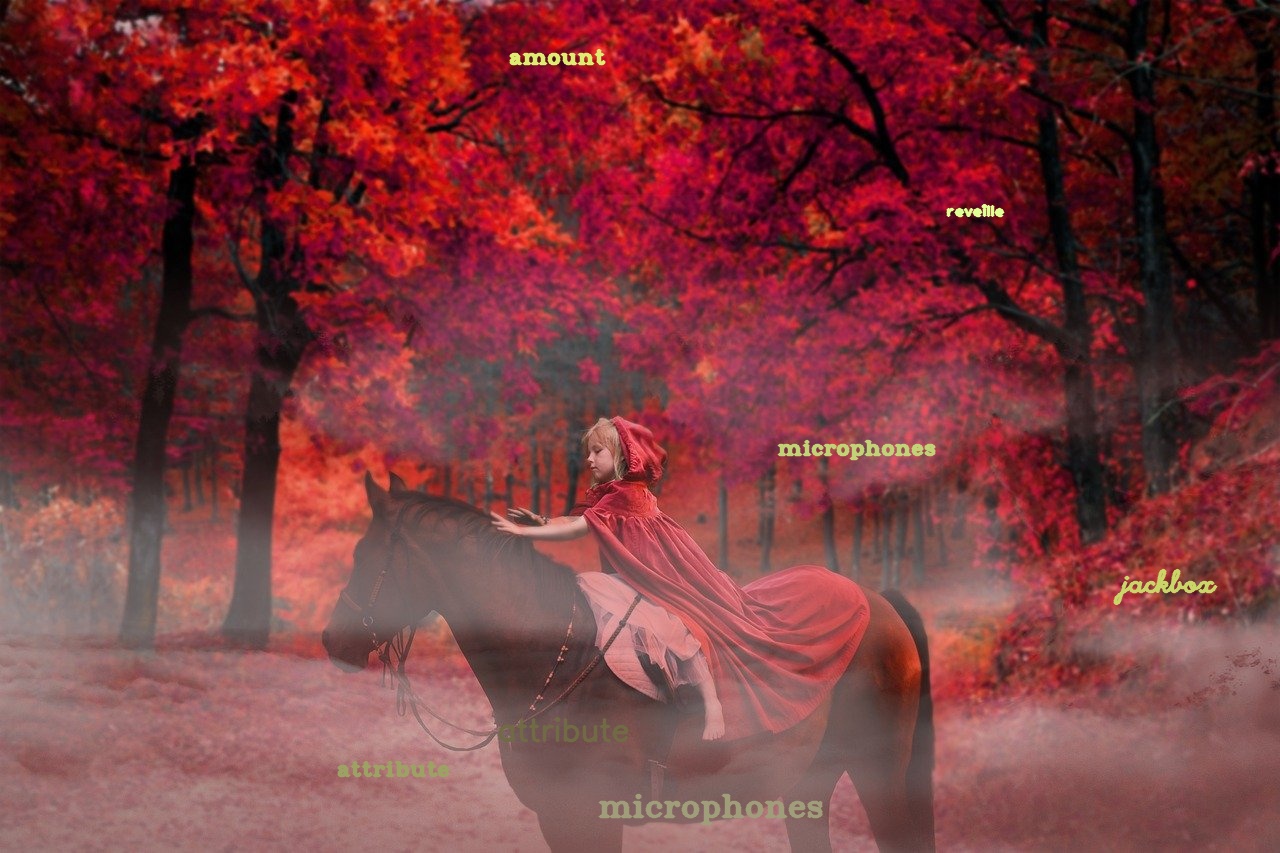 amount
reveille
microphones
jackbox
attribute
attribute
microphones